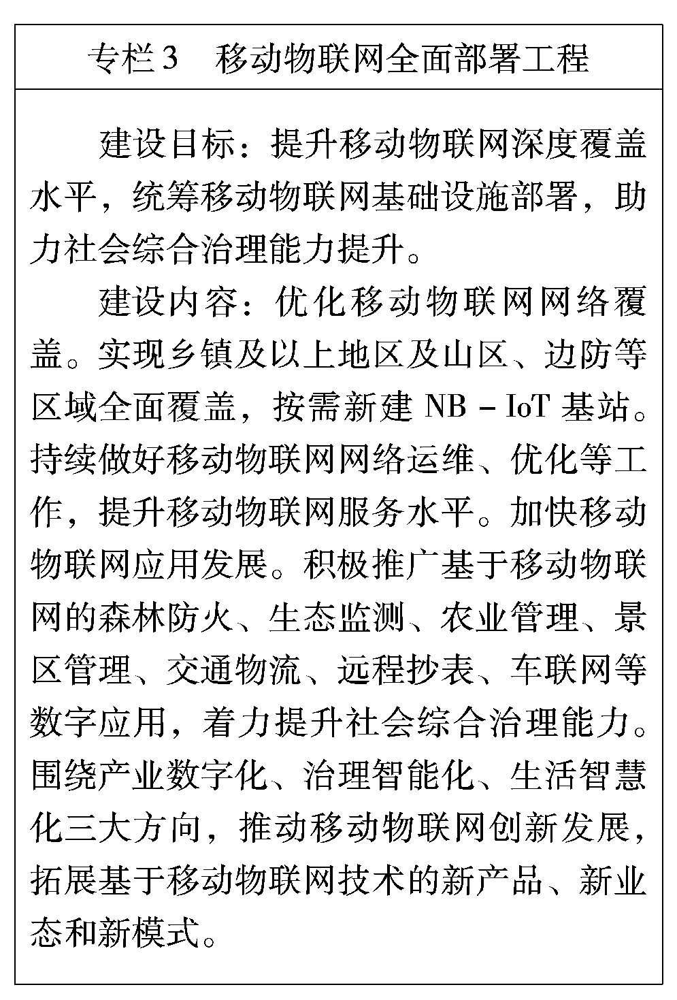 专栏3 移动物联网全面部署工程
建设目标：提升移动物联网深度覆盖
水平，统筹移动物联网基础设施部署，助
力社会综合治理能力提升。
建设内容：优化移动物联网网络覆
盖。实现乡镇及以上地区及山区、边防等
区域全面覆盖，按需新建 NB－IoT 基站。
持续做好移动物联网网络运维、优化等工
作，提升移动物联网服务水平。加快移动
物联网应用发展。积极推广基于移动物联
网的森林防火、生态监测、农业管理、景
区管理、交通物流、远程抄表、车联网等
数字应用，着力提升社会综合治理能力。
围绕产业数字化、治理智能化、生活智慧
化三大方向，推动移动物联网创新发展，
拓展基于移动物联网技术的新产品、新业
态和新模式。